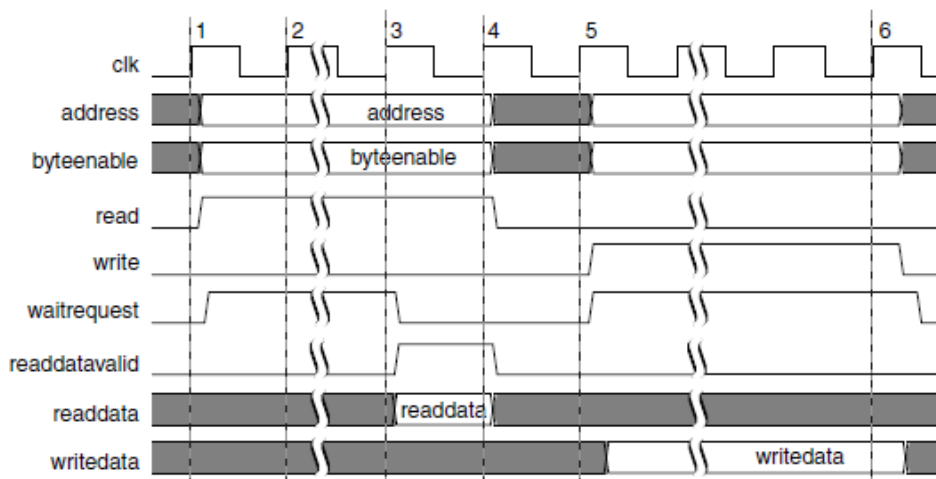 1 2 3 4 5 6
clk
address address
byteenable byteenable
read
write
waitrequest
readdatavalid
readdata readdata
writedata writedata